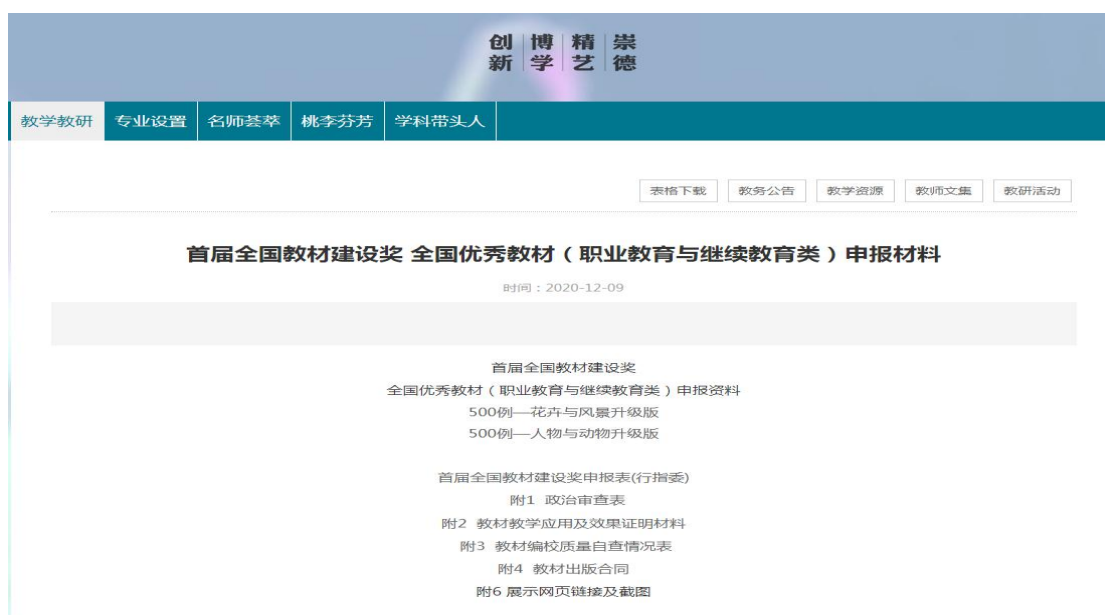 创 博 精 崇
新 学 艺 德
教学教研 专业设置 名师荟萃 桃李芬芳 学科带头人
表格下载 教务公告 教学资源 教师文集 教研活动
首届全国教材建设奖 全国优秀教材（职业教育与继续教育类）申报材料
时间：2020-12-09
首届全国教材建设奖
全国优秀教材（职业教育与继续教育类）申报资料
500例—花卉与风景升级版
500例—人物与动物升级版
首届全国教材建设奖申报表(行指委)
附1 政治审查表
附2 教材教学应用及效果证明材料
附3 教材编校质量自查情况表
附4 教材出版合同
附6 展示网页链接及截图